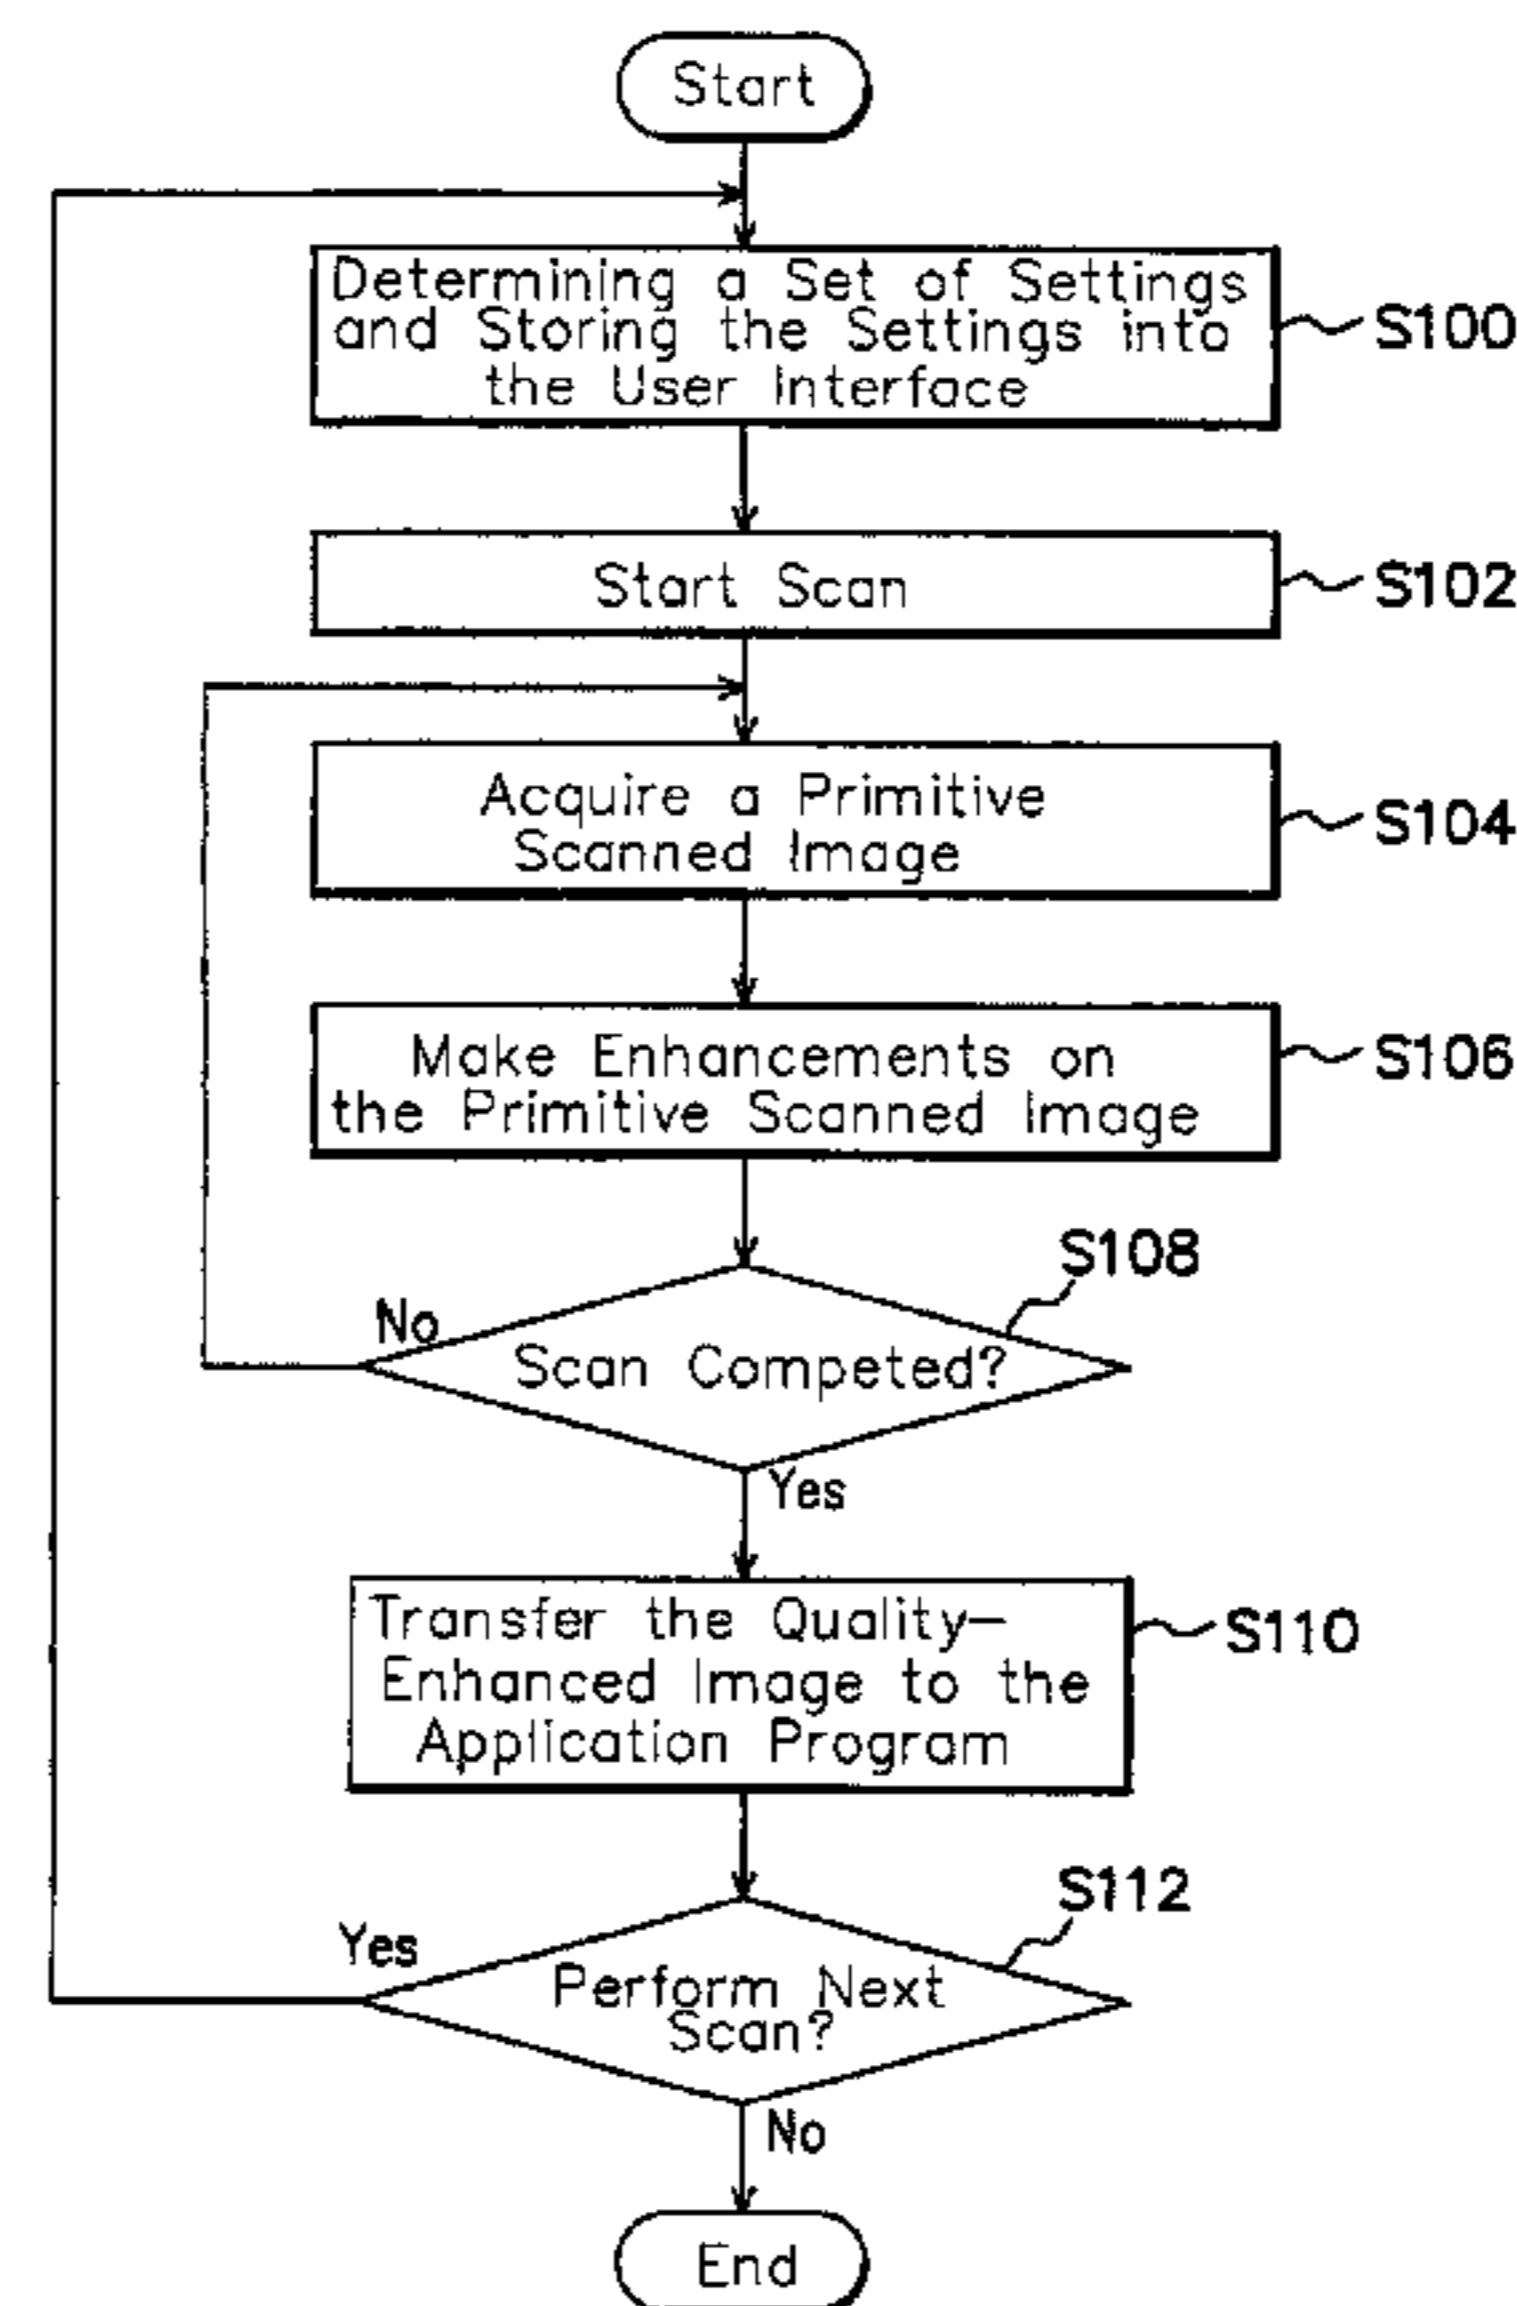 Start
Determining a Set of Settings
and Storing the Settings into
the User Interface
S100
Start Scan
S102
Acquire a Primitive
Scanned Image
S104
Make Enhancements on
the Primitive Scanned Image
S106
S108
No
Scan Competed?
Yes
Transfer the Quality-
Enhanced Image to the
Application Program
S110
S112
Yes
Perform Next
Scan?
No
End